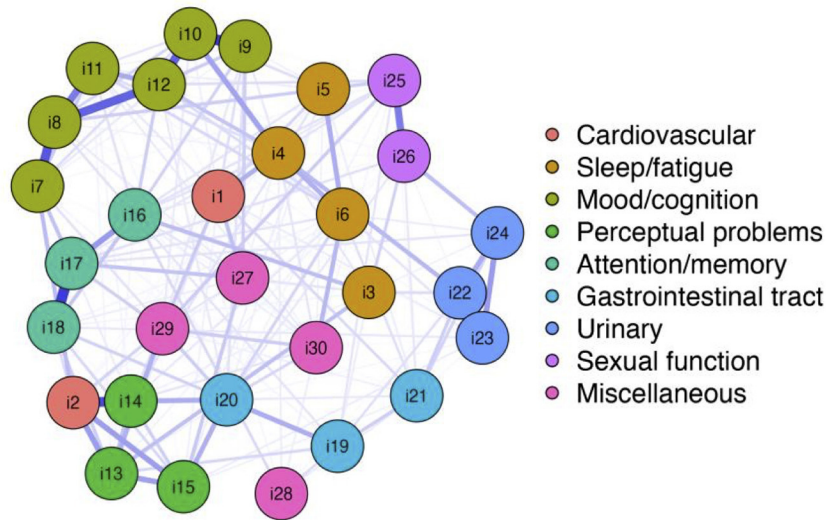 i10
i9
i11
i12
i5
i25
i8
i4
i26
i7
i1
i16
i6
i24
i17
i27
i3
i22
i18
i29
i30
i23
i2
i14
i20
i21
i19
i13
i15
i28
Cardiovascular
Sleep/fatigue
Mood/cognition
Perceptual problems
Attention/memory
Gastrointestinal tract
Urinary
Sexual function
Miscellaneous